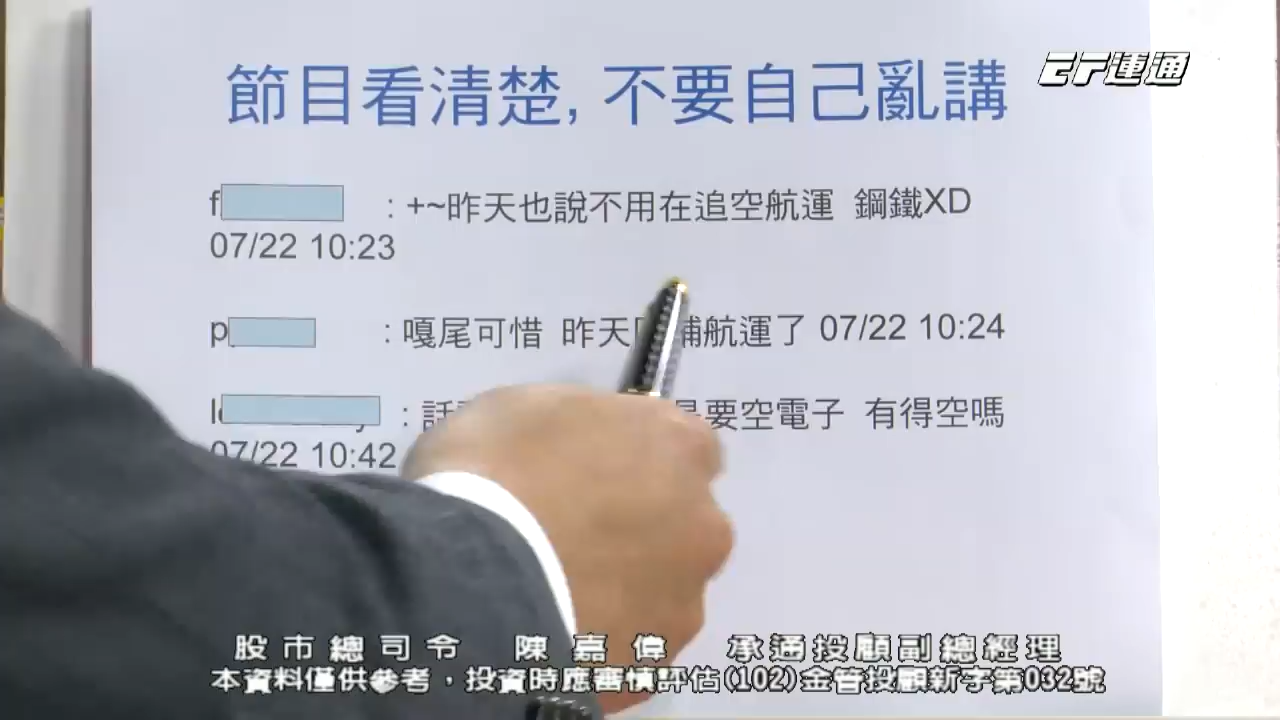 節目看清楚, 不要自己亂講
EF運通
f : +~昨天也說不用在追空航運 鋼鐵XD
07/22 10:23
p : 嘎尾可惜 昨天 補航運了 07/22 10:24
l : 話 是要空電子 有得空嗎
07/22 10:42
股市總司令 陳嘉偉 承通投顧副總經理
本資料僅供參考，投資時應審慎評估(102)金管投顧新字第032號